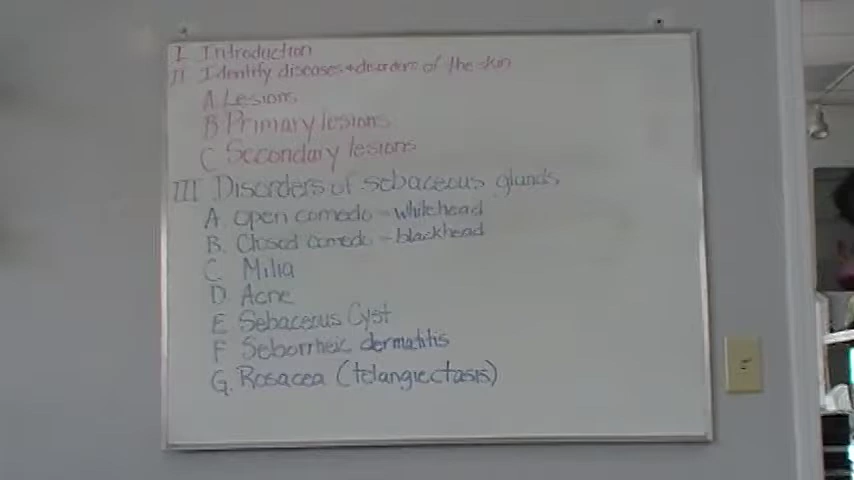 I Introduction
II Identify diseases + disorders of the skin
A Lesions
B Primary lesions
C Secondary lesions
III Disorders of sebaceous glands
A. Open comedo - whitehead
B. Closed comedo - blackhead
C. Milia
D Acne
E Sebaceous Cyst
F Seborrheic dermatitis
G. Rosacea (telangiectasis)